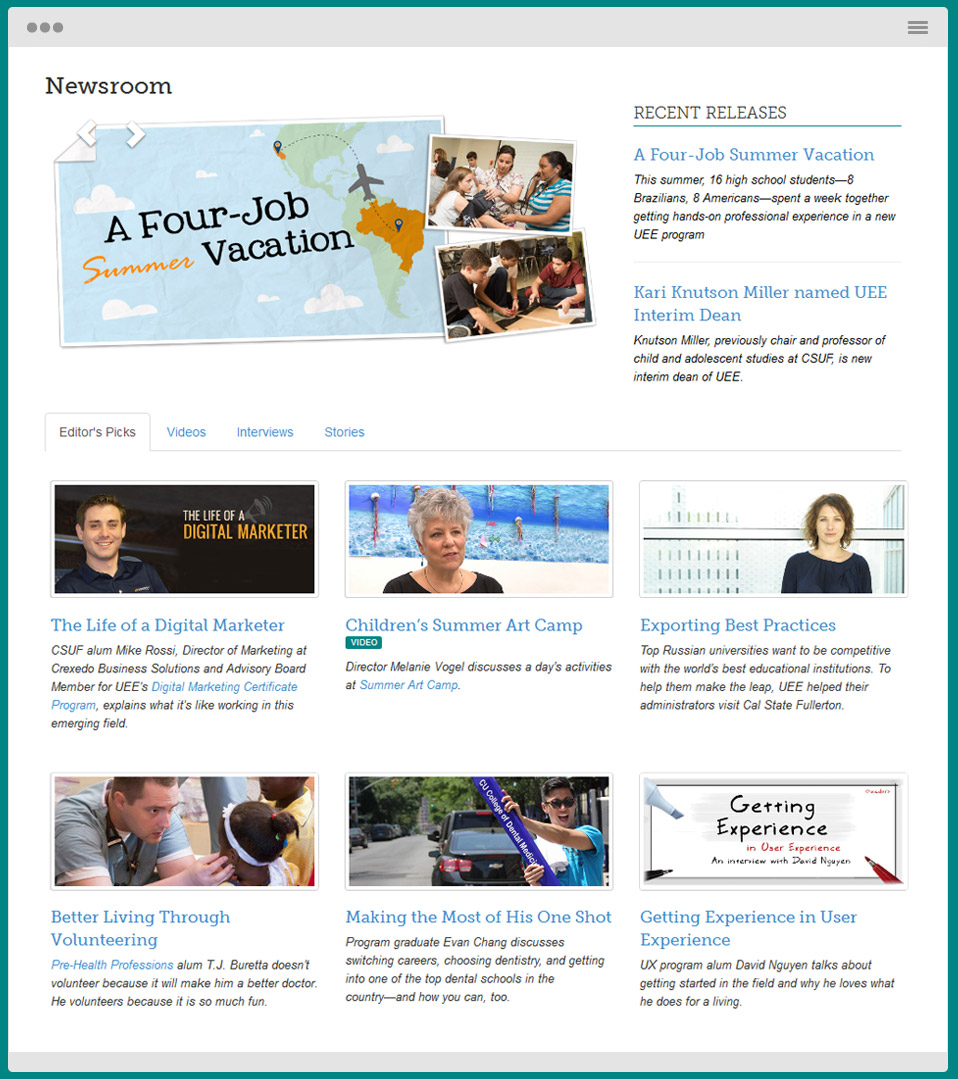 Newsroom
A Four-Job
Summer Vacation
RECENT RELEASES
A Four-Job Summer Vacation
This summer, 16 high school students—8
Brazilians, 8 Americans—spent a week together
getting hands-on professional experience in a new
UEE program
Kari Knutson Miller named UEE
Interim Dean
Knutson Miller, previously chair and professor of
child and adolescent studies at CSUF, is new
interim dean of UEE.
Editor's Picks
Videos
Interviews
Stories
THE LIFE OF A
DIGITAL MARKETER
The Life of a Digital Marketer
CSUF alum Mike Rossi, Director of Marketing at
Crexedo Business Solutions and Advisory Board
Member for UEE's Digital Marketing Certificate
Program, explains what it's like working in this
emerging field.
Children's Summer Art Camp
VIDEO
Director Melanie Vogel discusses a day's activities
at Summer Art Camp.
Exporting Best Practices
Top Russian universities want to be competitive
with the world's best educational institutions. To
help them make the leap, UEE helped their
administrators visit Cal State Fullerton.
Better Living Through
Volunteering
Pre-Health Professions alum T.J. Buretta doesn't
volunteer because it will make him a better doctor.
He volunteers because it is so much fun.
CU College of Dental Medicine
Making the Most of His One Shot
Program graduate Evan Chang discusses
switching careers, choosing dentistry, and getting
into one of the top dental schools in the
country—and how you can, too.
Getting
Experience
in User Experience
An interview with David Nguyen
Getting Experience in User
Experience
UX program alum David Nguyen talks about
getting started in the field and why he loves what
he does for a living.